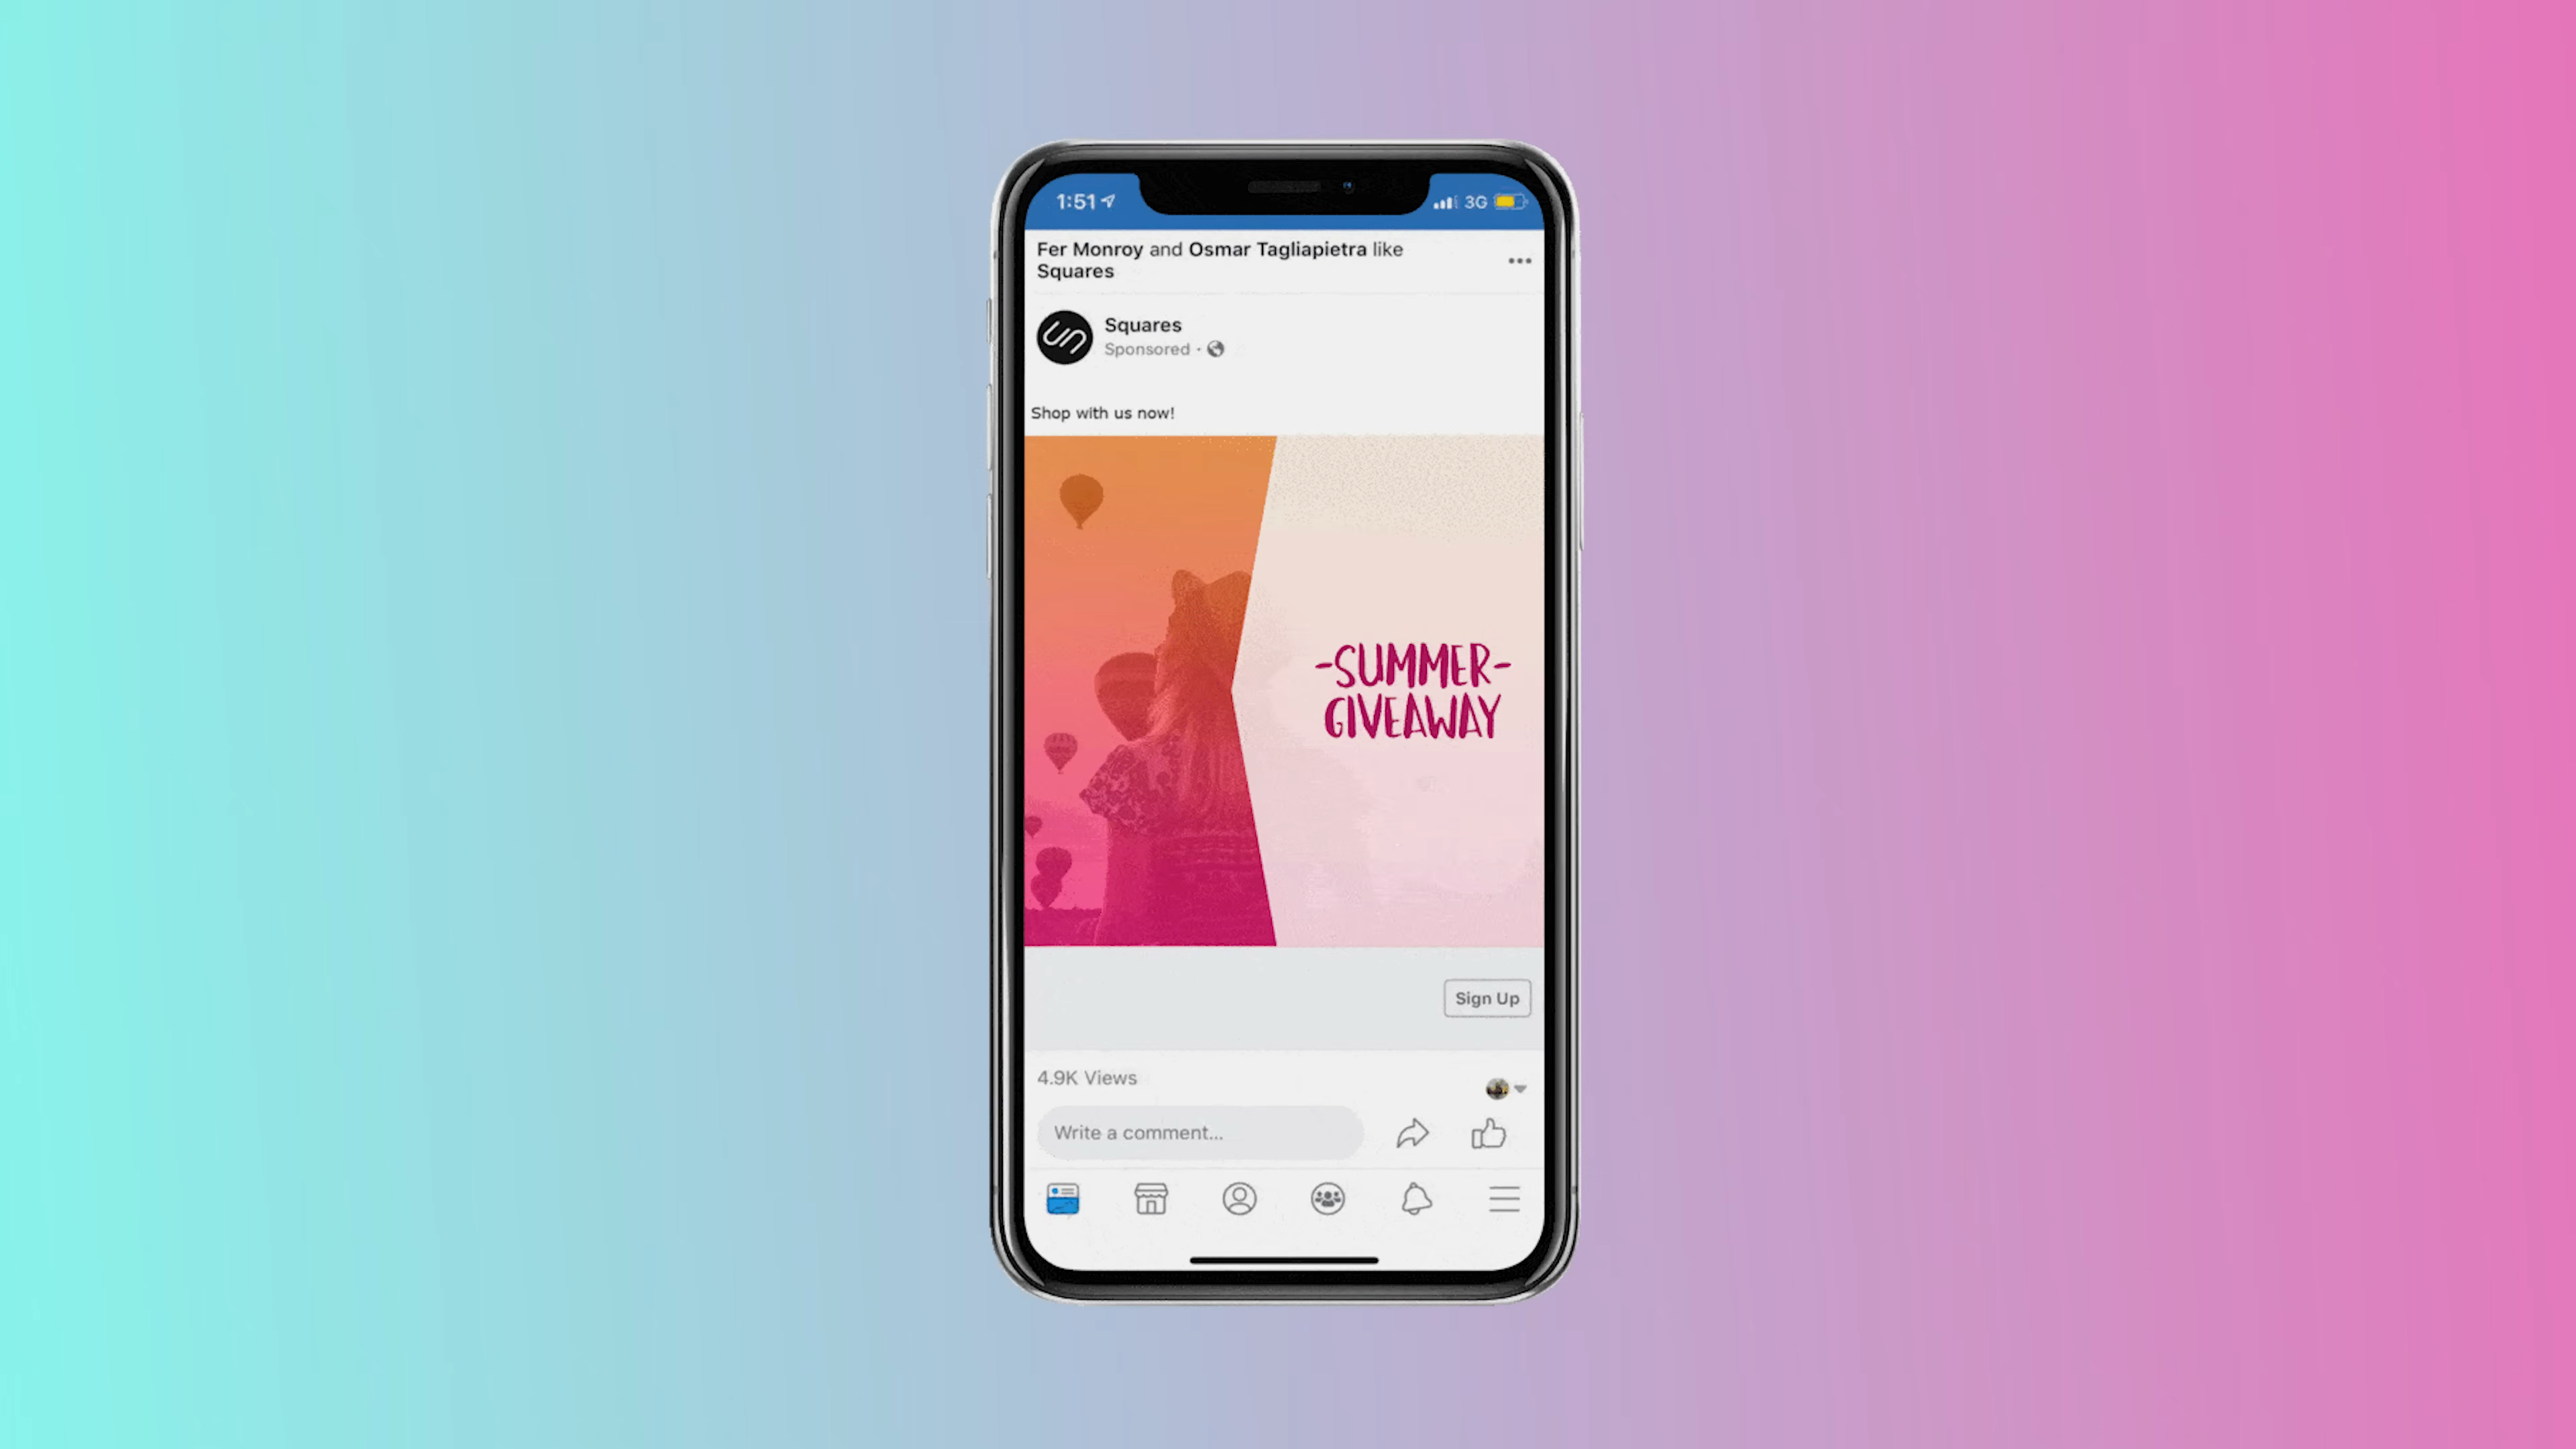 1:51
3G
Fer Monroy and Osmar Tagliapietra like
Squares
Squares
Sponsored ·
Shop with us now!
-SUMMER-
GIVEAWAY
Sign Up
4.9K Views
Write a comment...